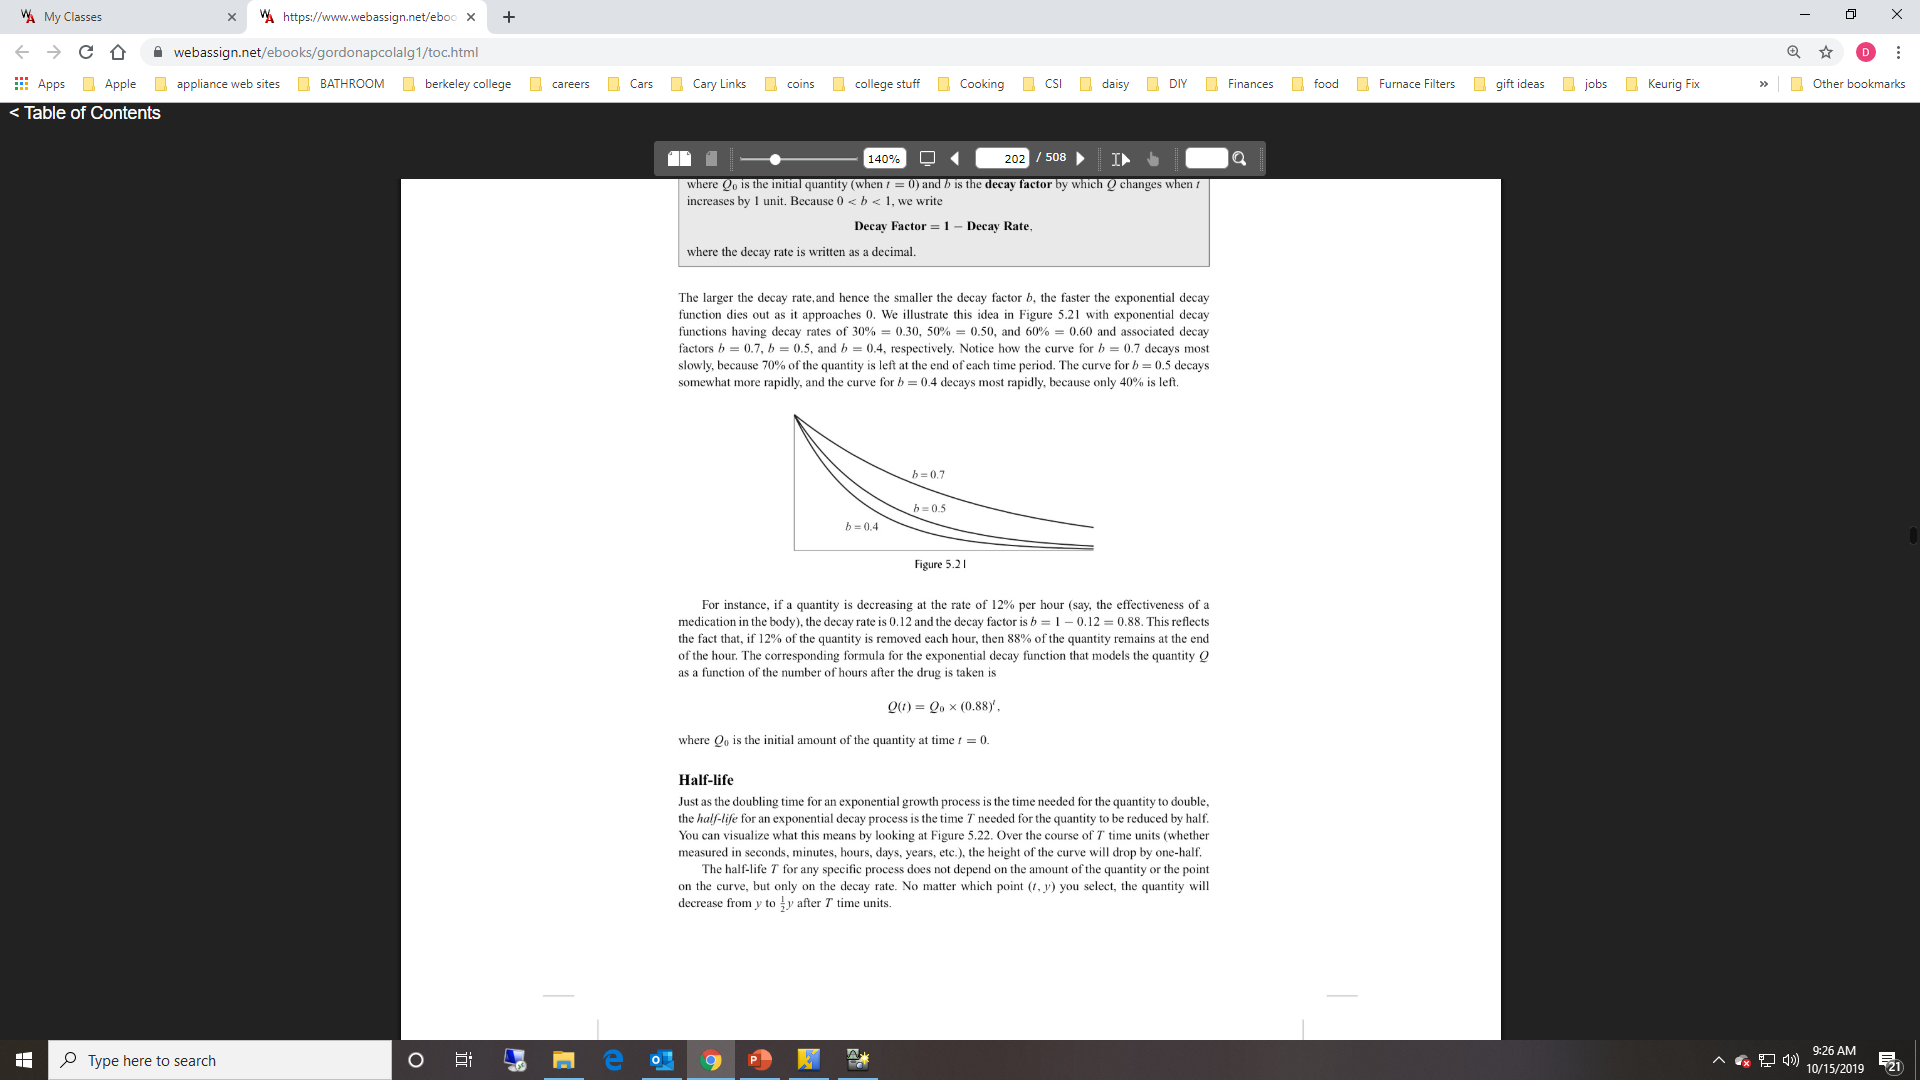 My Classes
https://www.webassign.net/eboo
webassign.net/ebooks/gordonapcolalg1/toc.html
D
Apps
Apple
appliance web sites
BATHROOM
berkeley college
careers
Cars
Cary Links
coins
college stuff
Cooking
CSI
daisy
DIY
Finances
food
Furnace Filters
gift ideas
jobs
Keurig Fix
»
Other bookmarks
< Table of Contents
140%
202 / 508
where Q₀ is the initial quantity (when t = 0) and b is the decay factor by which Q changes when t
increases by 1 unit. Because 0 < b < 1, we write
Decay Factor = 1 − Decay Rate,
where the decay rate is written as a decimal.
The larger the decay rate, and hence the smaller the decay factor b, the faster the exponential decay
function dies out as it approaches 0. We illustrate this idea in Figure 5.21 with exponential decay
functions having decay rates of 30% = 0.30, 50% = 0.50, and 60% = 0.60 and associated decay
factors b = 0.7, b = 0.5, and b = 0.4, respectively. Notice how the curve for b = 0.7 decays most
slowly, because 70% of the quantity is left at the end of each time period. The curve for b = 0.5 decays
somewhat more rapidly, and the curve for b = 0.4 decays most rapidly, because only 40% is left.
b = 0.7
b = 0.5
b = 0.4
Figure 5.21
For instance, if a quantity is decreasing at the rate of 12% per hour (say, the effectiveness of a
medication in the body), the decay rate is 0.12 and the decay factor is b = 1 − 0.12 = 0.88. This reflects
the fact that, if 12% of the quantity is removed each hour, then 88% of the quantity remains at the end
of the hour. The corresponding formula for the exponential decay function that models the quantity Q
as a function of the number of hours after the drug is taken is
Q(t) = Q₀ × (0.88)ᵗ,
where Q₀ is the initial amount of the quantity at time t = 0.
Half-life
Just as the doubling time for an exponential growth process is the time needed for the quantity to double,
the half-life for an exponential decay process is the time T needed for the quantity to be reduced by half.
You can visualize what this means by looking at Figure 5.22. Over the course of T time units (whether
measured in seconds, minutes, hours, days, years, etc.), the height of the curve will drop by one-half.
The half-life T for any specific process does not depend on the amount of the quantity or the point
on the curve, but only on the decay rate. No matter which point (t, y) you select, the quantity will
decrease from y to ½y after T time units.
Type here to search
9:26 AM
10/15/2019
21